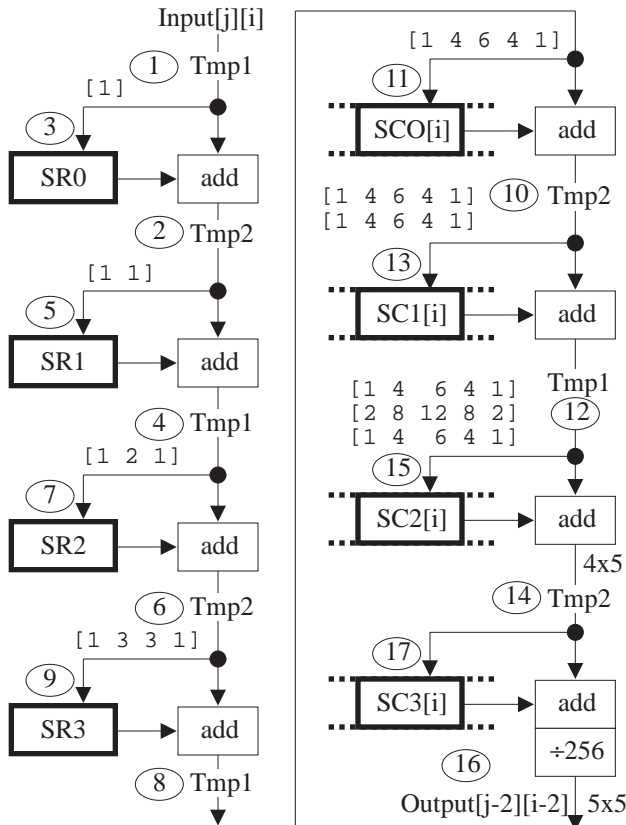 Input[j][i]
1 Tmp1
[1]
3
SR0
add
2 Tmp2
[1 1]
5
SR1
add
4 Tmp1
[1 2 1]
7
SR2
add
6 Tmp2
[1 3 3 1]
9
SR3
add
8 Tmp1
[1 4 6 4 1]
11
SCO[i]
add
10 Tmp2
[1 4 6 4 1]
[1 4 6 4 1]
13
SC1[i]
add
Tmp1
12
[1 4 6 4 1]
[2 8 12 8 2]
[1 4 6 4 1]
15
SC2[i]
add
4x5
14 Tmp2
17
SC3[i]
add
÷256
16
Output[j-2][i-2] 5x5